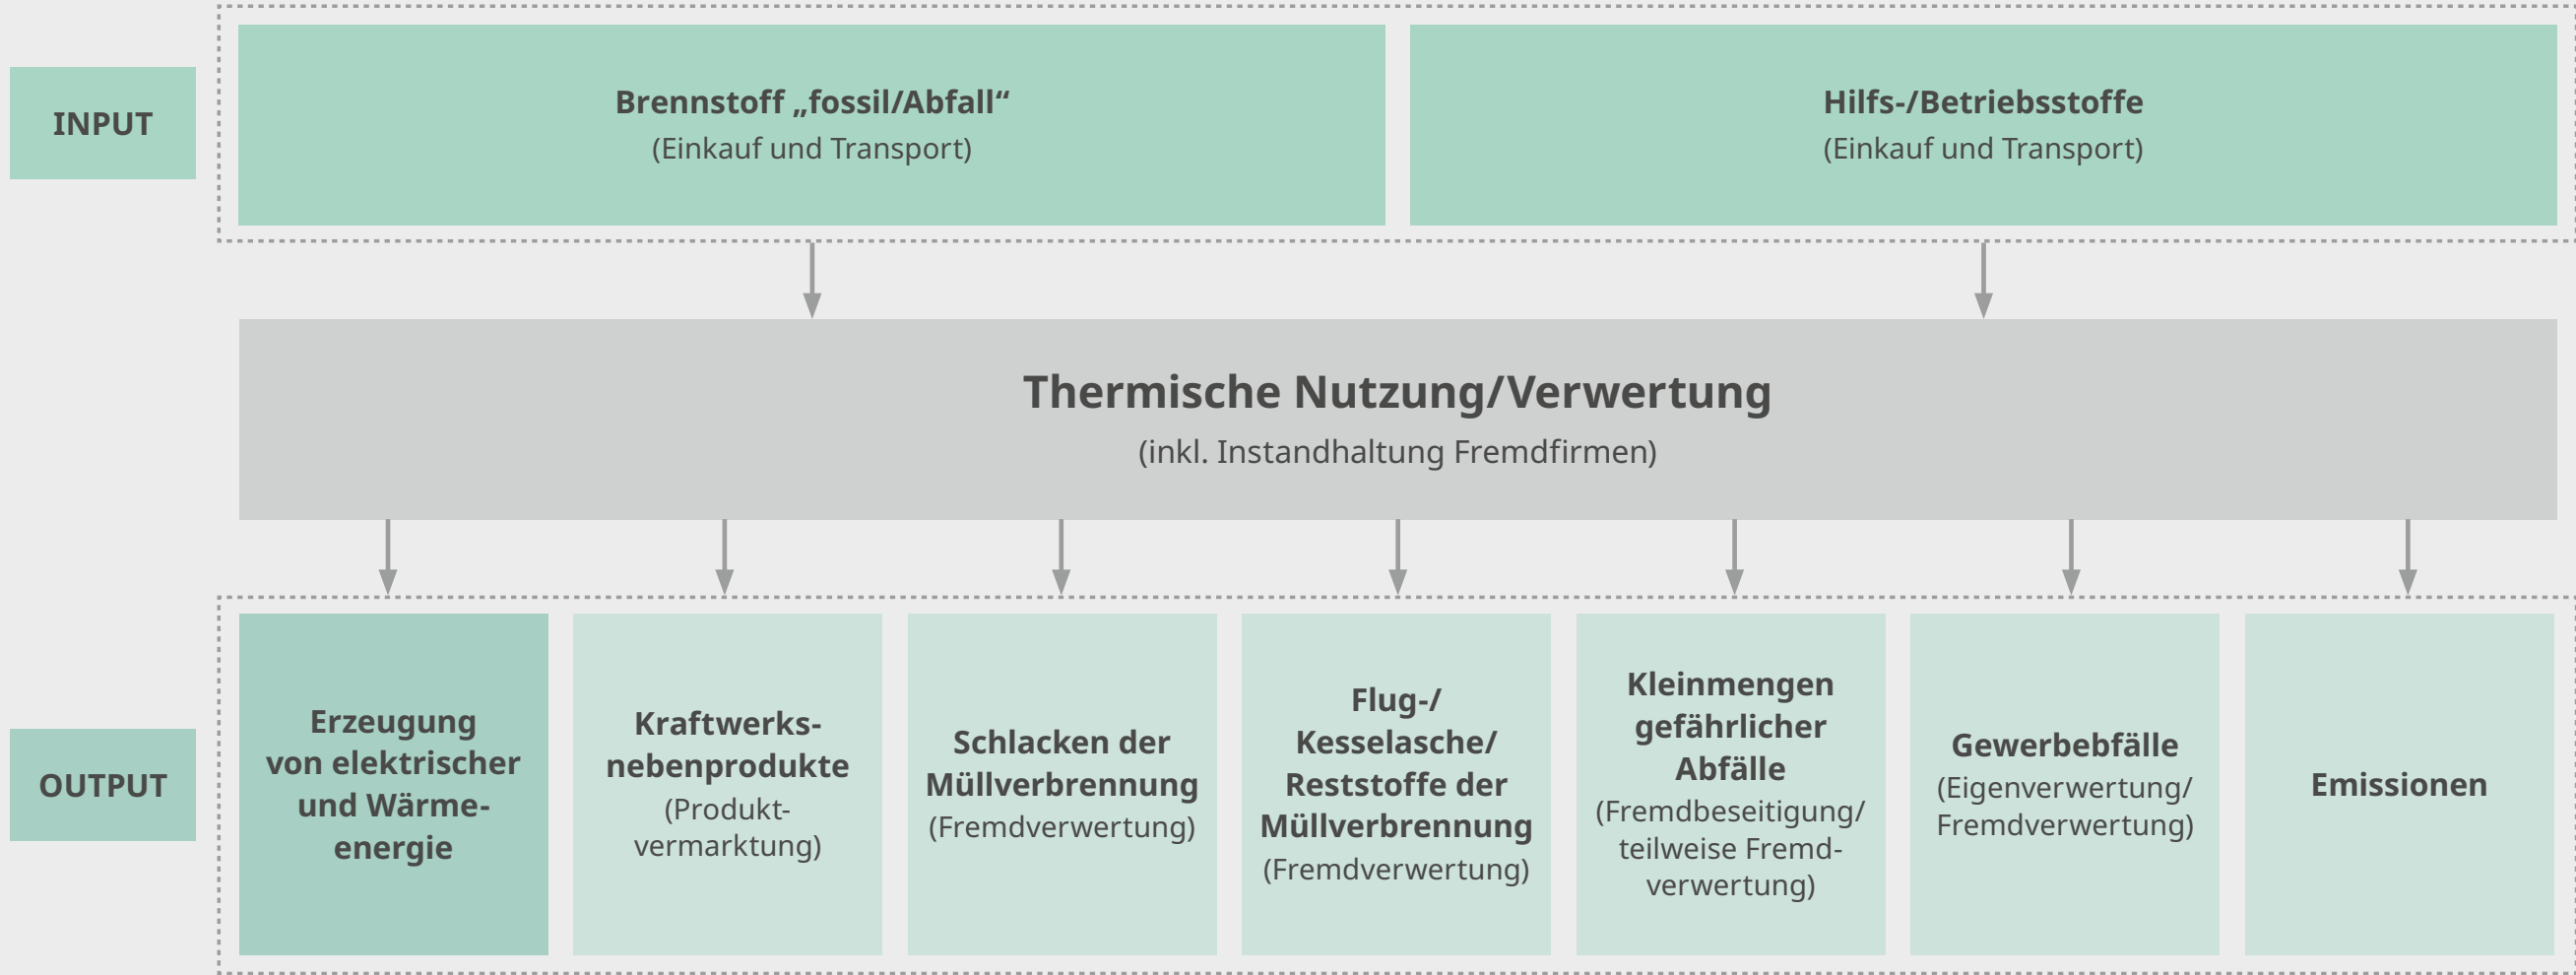 INPUT
Brennstoff „fossil/Abfall“
(Einkauf und Transport)
Hilfs-/Betriebsstoffe
(Einkauf und Transport)
Thermische Nutzung/Verwertung
(inkl. Instandhaltung Fremdfirmen)
OUTPUT
Erzeugung
von elektrischer
und Wärme-
energie
Kraftwerks-
nebenprodukte
(Produkt-
vermarktung)
Schlacken der
Müllverbrennung
(Fremdverwertung)
Flug-/
Kesselasche/
Reststoffe der
Müllverbrennung
(Fremdverwertung)
Kleinmengen
gefährlicher
Abfälle
(Fremdbeseitigung/
teilweise Fremd-
verwertung)
Gewerbebfälle
(Eigenverwertung/
Fremdverwertung)
Emissionen